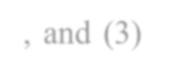 , and (3)